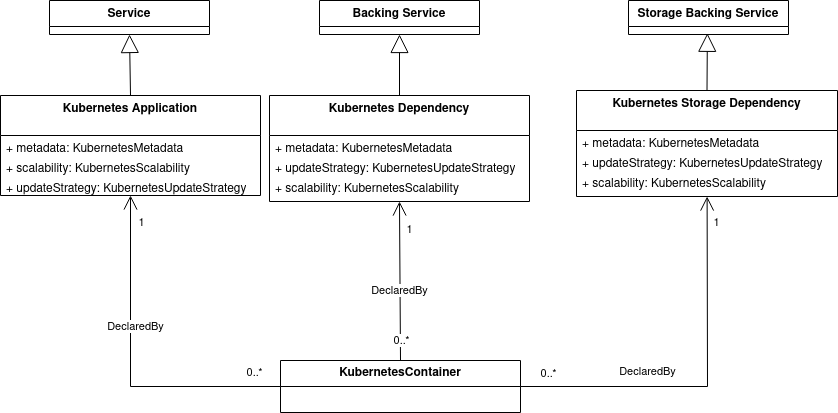 Service
Backing Service
Storage Backing Service
Kubernetes Application
+ metadata: KubernetesMetadata
+ scalability: KubernetesScalability
+ updateStrategy: KubernetesUpdateStrategy
Kubernetes Dependency
+ metadata: KubernetesMetadata
+ updateStrategy: KubernetesUpdateStrategy
+ scalability: KubernetesScalability
Kubernetes Storage Dependency
+ metadata: KubernetesMetadata
+ updateStrategy: KubernetesUpdateStrategy
+ scalability: KubernetesScalability
1
1
1
DeclaredBy
DeclaredBy
DeclaredBy
0..*
0..*
0..*
KubernetesContainer